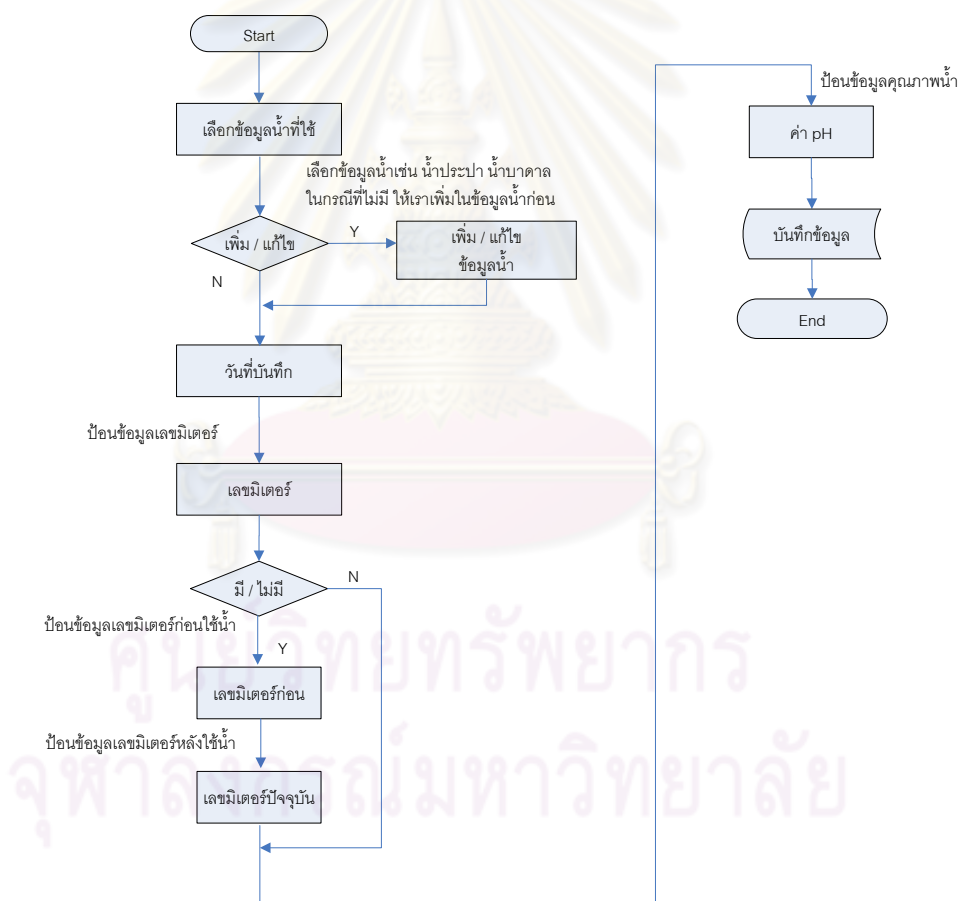 Start
เลือกข้อมูลน้ำที่ใช้
เลือกข้อมูลน้ำเช่น น้ำประปา น้ำบาดาล
ในกรณีที่ไม่มี ให้เราเพิ่มในข้อมูลน้ำก่อน
เพิ่ม / แก้ไข
Y
เพิ่ม / แก้ไข
ข้อมูลน้ำ
N
วันที่บันทึก
ป้อนข้อมูลเลขมิเตอร์
เลขมิเตอร์
มี / ไม่มี
N
ป้อนข้อมูลเลขมิเตอร์ก่อนใช้น้ำ
Y
เลขมิเตอร์ก่อน
ป้อนข้อมูลเลขมิเตอร์หลังใช้น้ำ
เลขมิเตอร์ปัจจุบัน
ป้อนข้อมูลคุณภาพน้ำ
ค่า pH
บันทึกข้อมูล
End
ศูนย์วิทยทรัพยากร
จุฬาลงกรณ์มหาวิทยาลัย